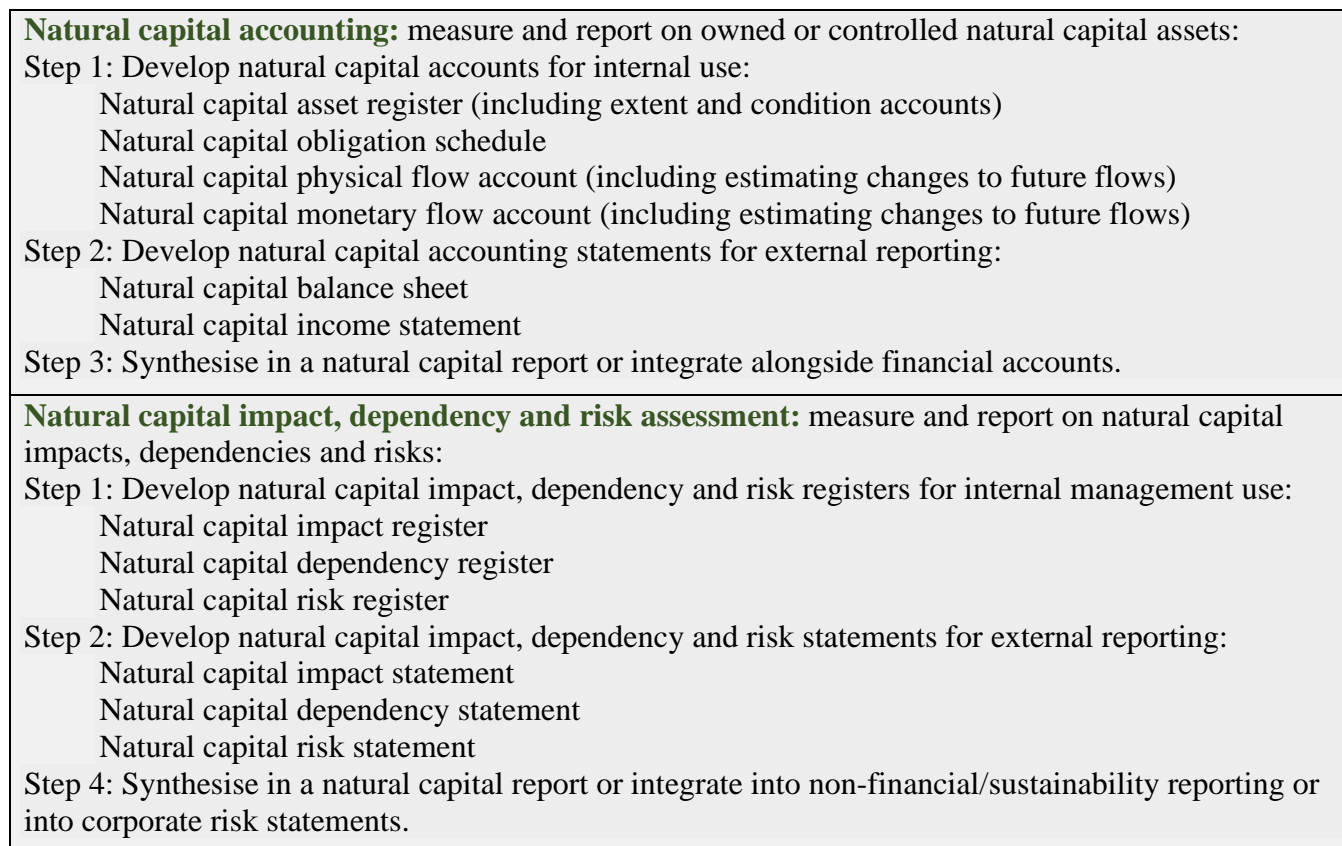 Natural capital accounting: measure and report on owned or controlled natural capital assets:
Step 1: Develop natural capital accounts for internal use:
Natural capital asset register (including extent and condition accounts)
Natural capital obligation schedule
Natural capital physical flow account (including estimating changes to future flows)
Natural capital monetary flow account (including estimating changes to future flows)
Step 2: Develop natural capital accounting statements for external reporting:
Natural capital balance sheet
Natural capital income statement
Step 3: Synthesise in a natural capital report or integrate alongside financial accounts.
Natural capital impact, dependency and risk assessment: measure and report on natural capital
impacts, dependencies and risks:
Step 1: Develop natural capital impact, dependency and risk registers for internal management use:
Natural capital impact register
Natural capital dependency register
Natural capital risk register
Step 2: Develop natural capital impact, dependency and risk statements for external reporting:
Natural capital impact statement
Natural capital dependency statement
Natural capital risk statement
Step 4: Synthesise in a natural capital report or integrate into non-financial/sustainability reporting or
into corporate risk statements.